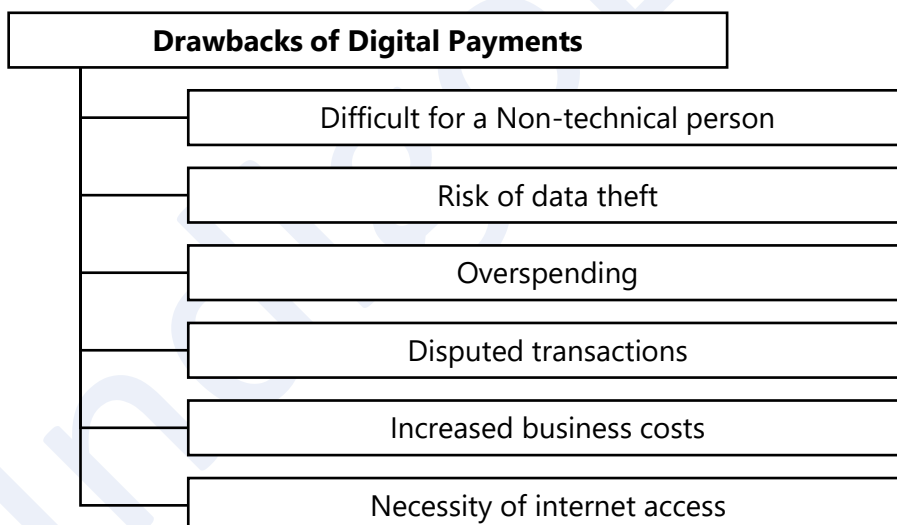 Drawbacks of Digital Payments
Difficult for a Non-technical person
Risk of data theft
Overspending
Disputed transactions
Increased business costs
Necessity of internet access